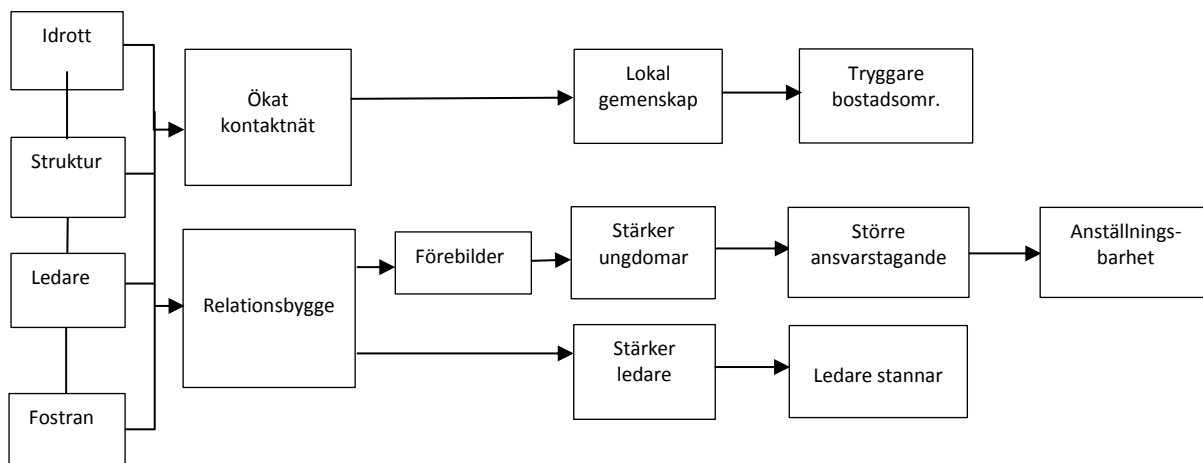 Idrott
Struktur
Ledare
Fostran
Ökat
kontaktnät
Relationsbygge
Lokal
gemenskap
Tryggare
bostadsomr.
Förebilder
Stärker
ungdomar
Större
ansvarstagande
Anställnings-
barhet
Stärker
ledare
Ledare stannar